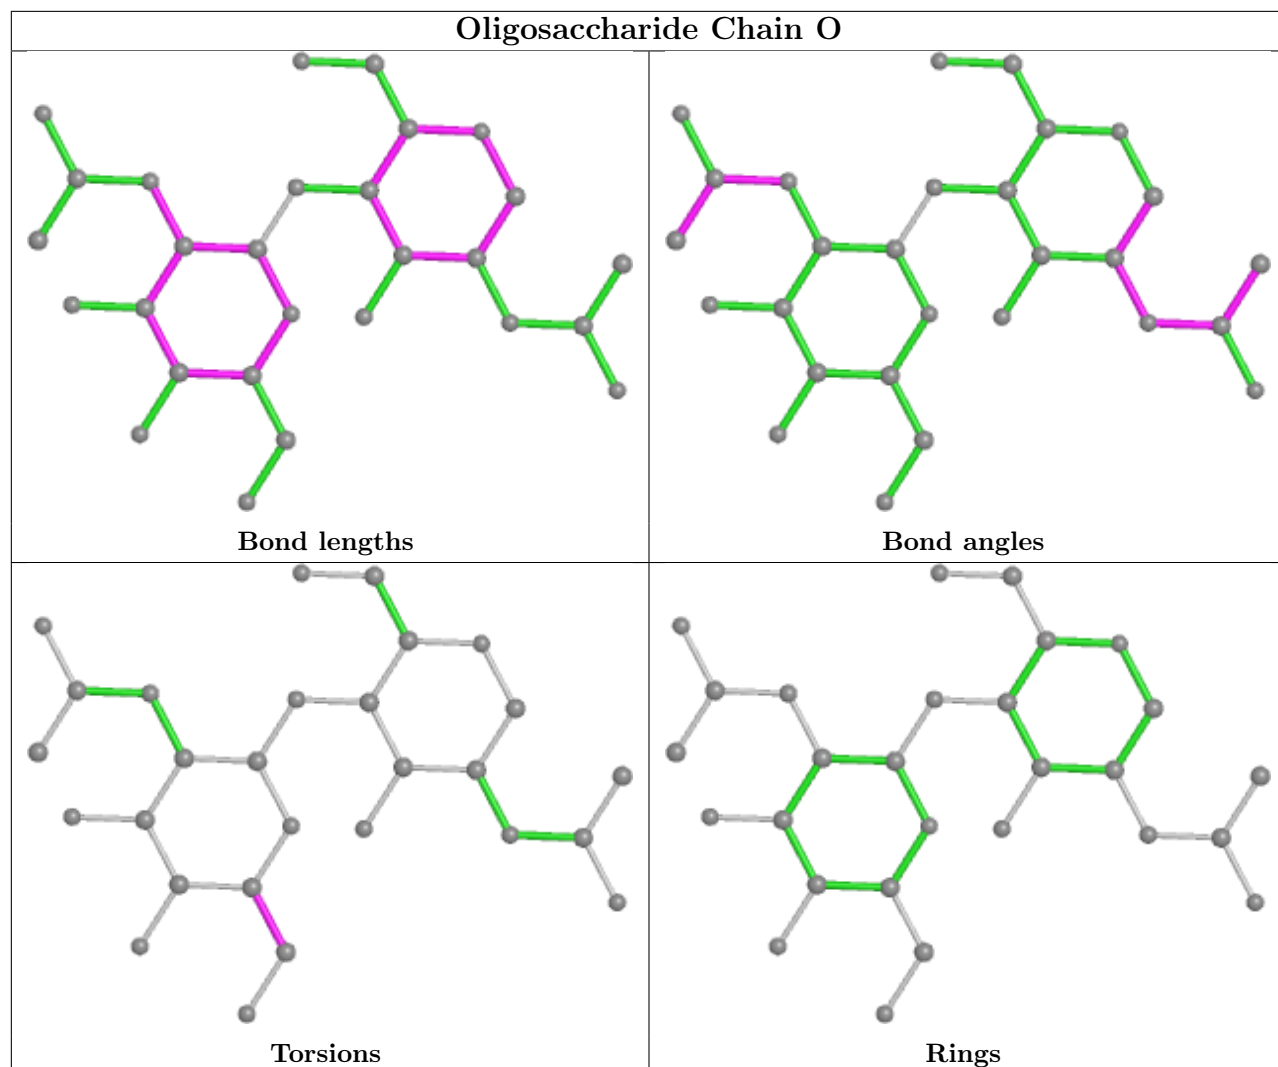 Oligosaccharide Chain O
Bond lengths
Bond angles
Torsions
Rings